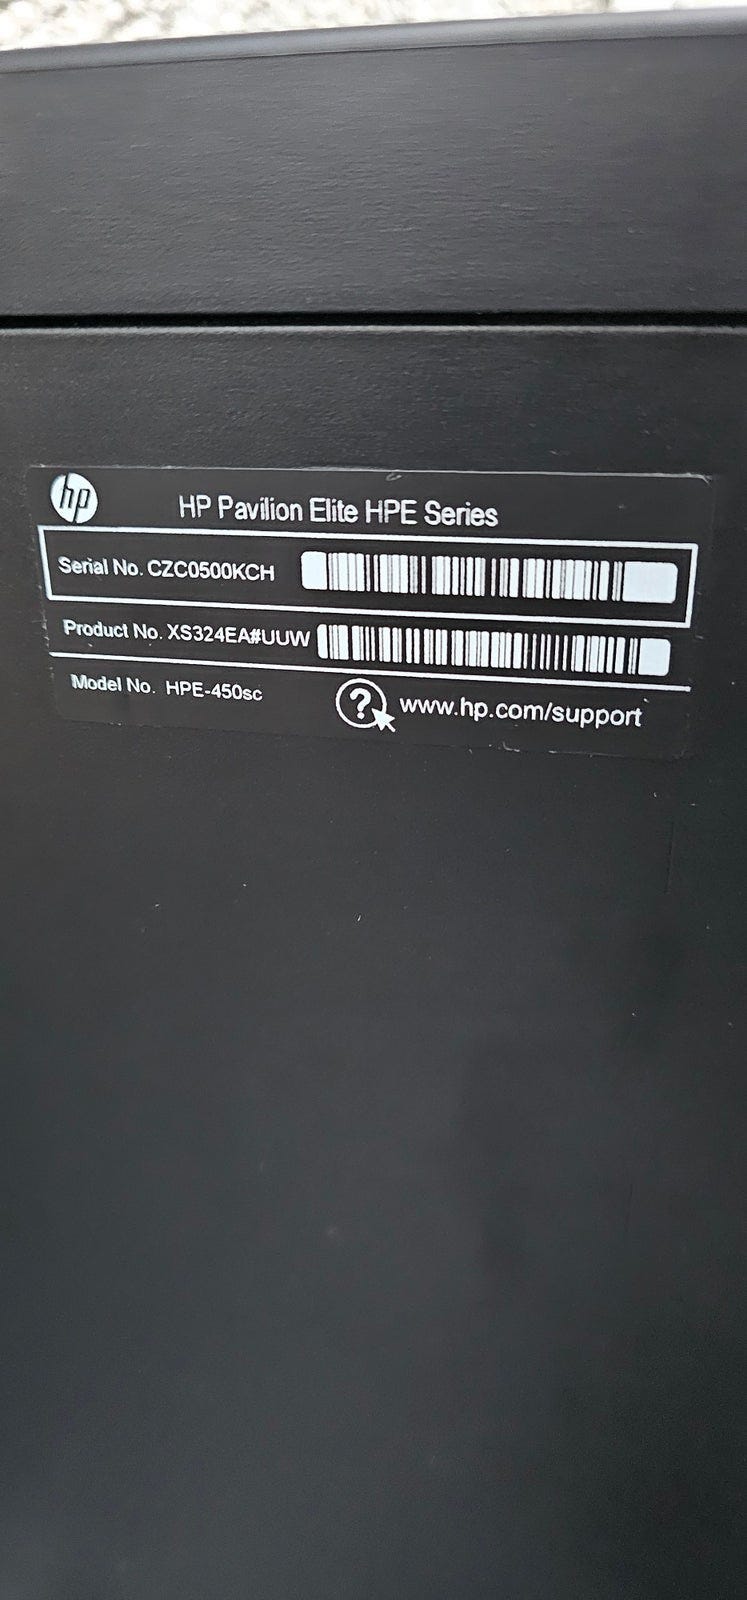 hp
HP Pavilion Elite HPE Series
Serial No. CZC0500KCH
Product No. XS324EA#UUW
Model No. HPE-450sc
? www.hp.com/support